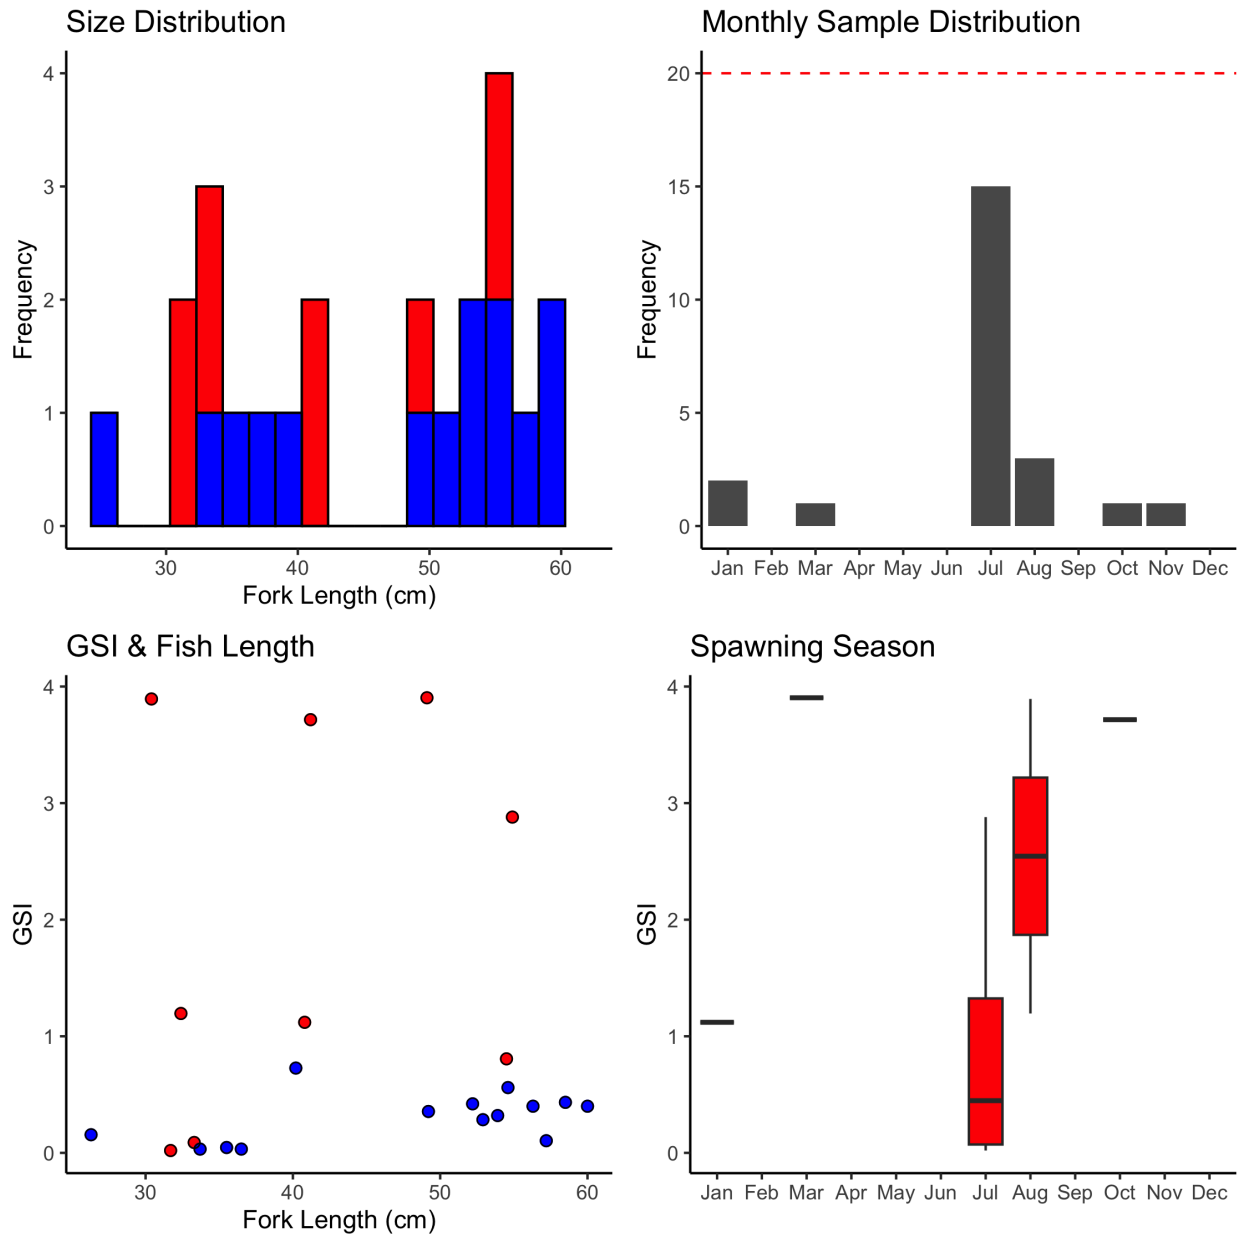 Size Distribution
Frequency
4
3
2
1
0
30 40 50 60
Fork Length (cm)
Monthly Sample Distribution
Frequency
20
15
10
5
0
Jan Feb Mar Apr May Jun Jul Aug Sep Oct Nov Dec
GSI & Fish Length
GSI
4
3
2
1
0
30 40 50 60
Fork Length (cm)
Spawning Season
GSI
4
3
2
1
0
Jan Feb Mar Apr May Jun Jul Aug Sep Oct Nov Dec